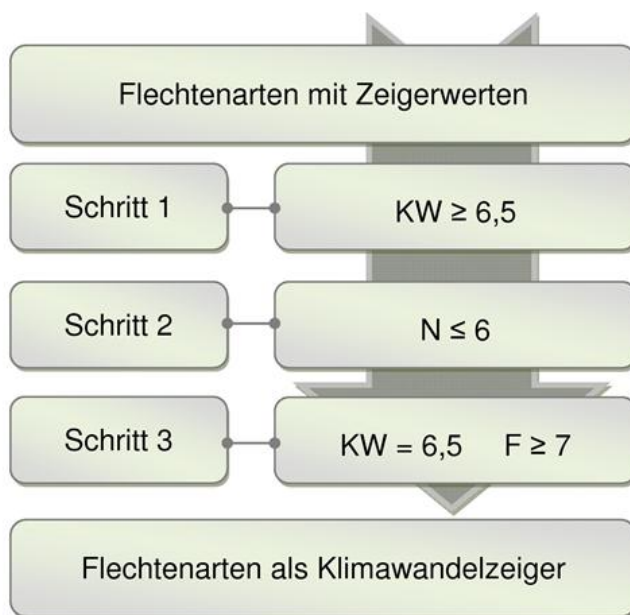 Flechtenarten mit Zeigerwerten
Schritt 1 KW ≥ 6,5
Schritt 2 N ≤ 6
Schritt 3 KW = 6,5 F ≥ 7
Flechtenarten als Klimawandelzeiger